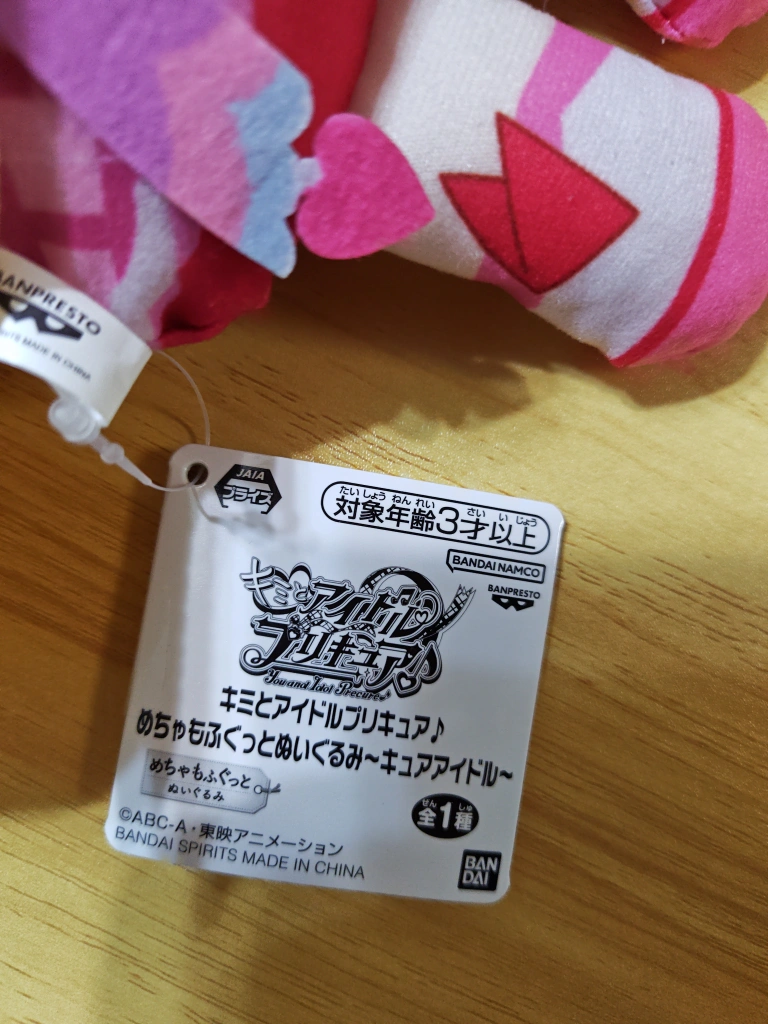 BANPRESTO
MADE IN CHINA
JAIA
プライズ
たいしょうねんれい さいいじょう
対象年齢3才以上
BANDAI NAMCO
BANPRESTO
キミとアイドル
プリキュア♪
You and Idol Precure♪
キミとアイドルプリキュア♪
めちゃもふぐっとぬいぐるみ~キュアアイドル~
めちゃもふぐっと
ぬいぐるみ
ぜん しゅ
全1種
©ABC-A・東映アニメーション
BANDAI SPIRITS MADE IN CHINA
BAN
DAI